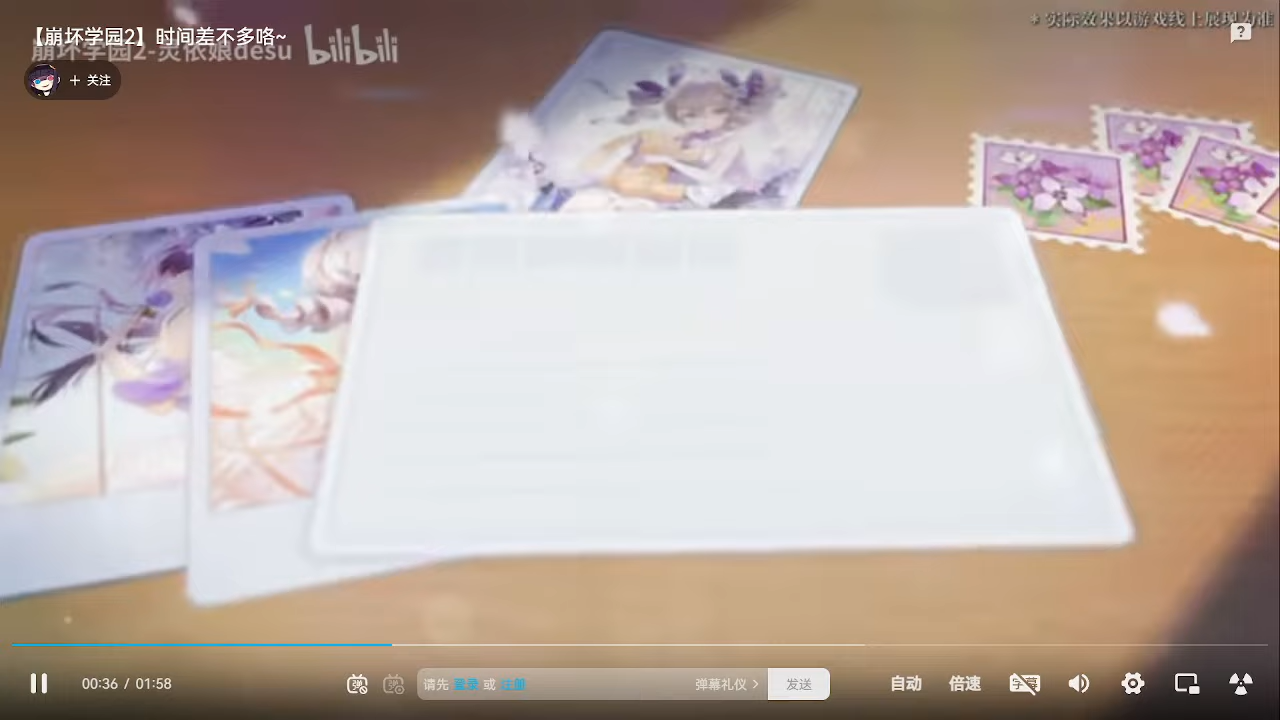 【崩坏学园2】时间差不多咯~
* 实际效果以游戏线上展现为准
崩坏学园2-灵依娘desu bilibili
+ 关注
00:36 / 01:58
请先 登录 或 注册
弹幕礼仪 >
发送
自动
倍速
字幕